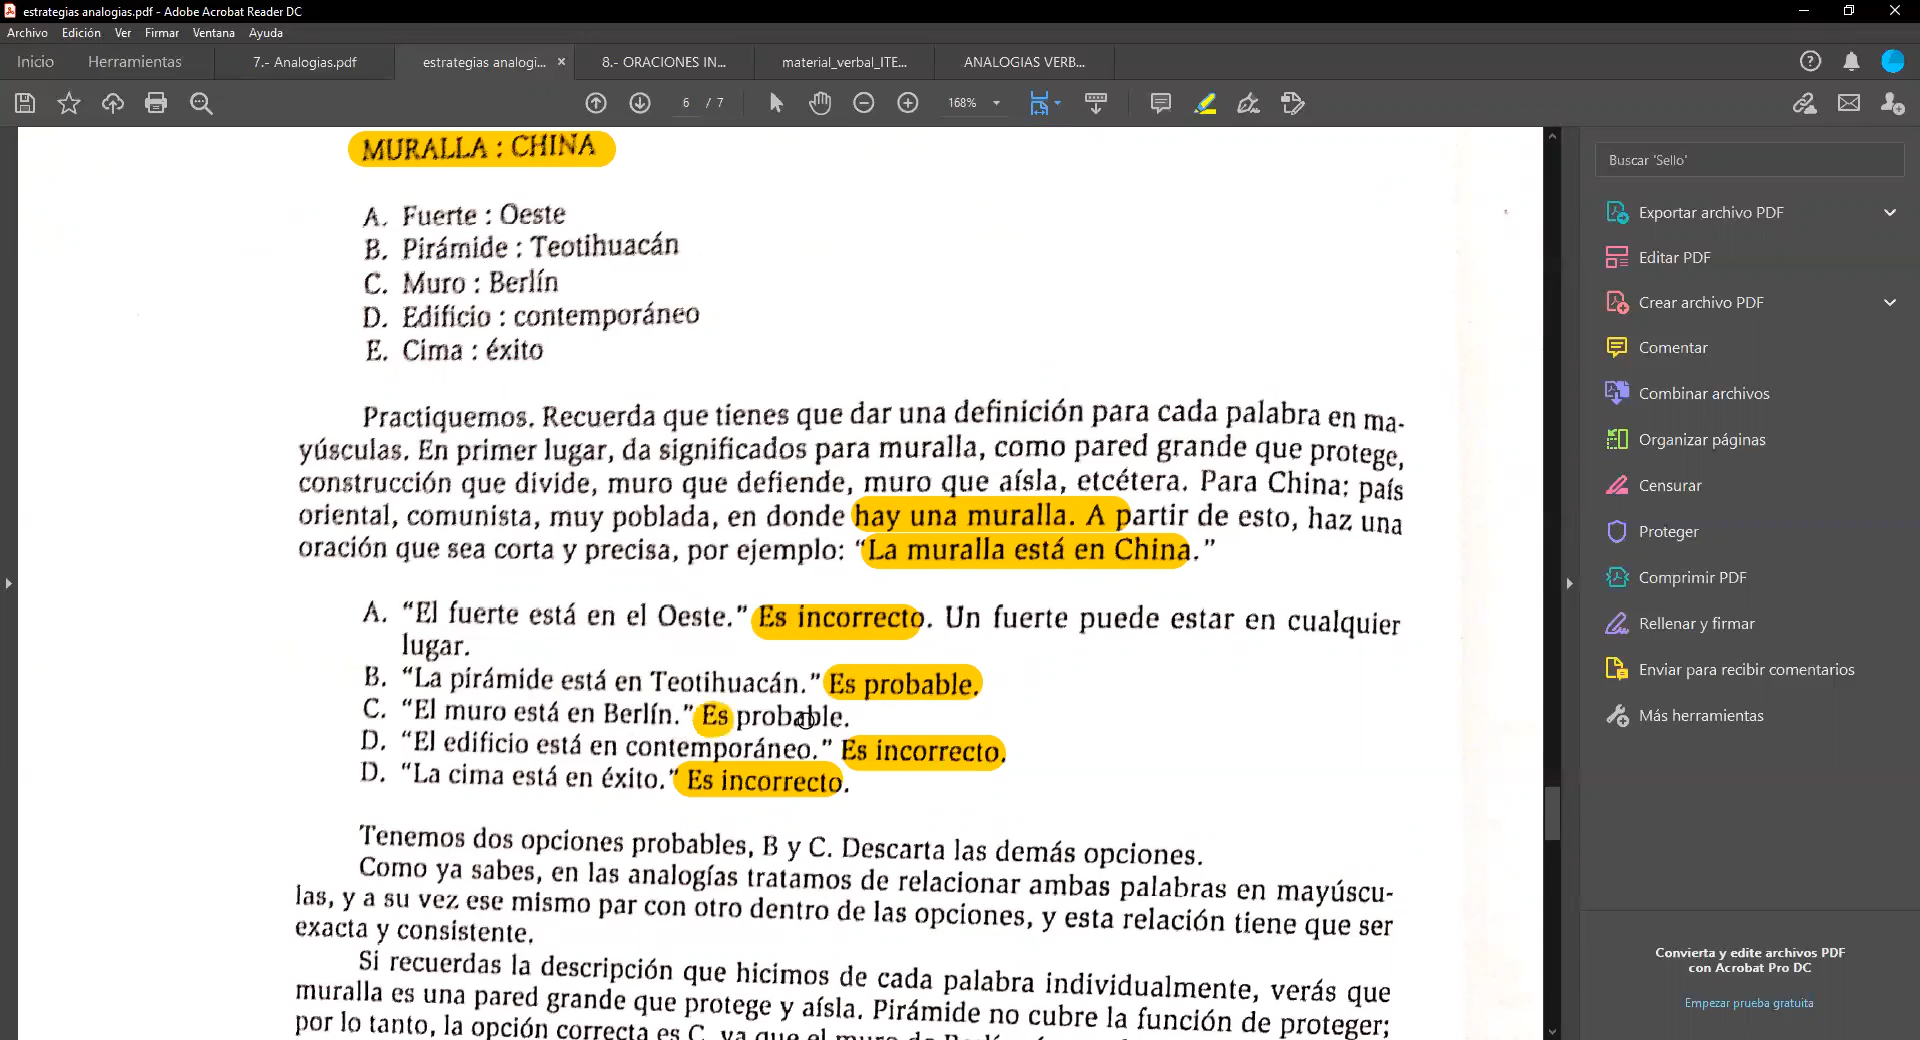 estrategias analogias.pdf - Adobe Acrobat Reader DC
Archivo Edición Ver Firmar Ventana Ayuda
Inicio Herramientas 7.- Analogias.pdf estrategias analogi... × 8.- ORACIONES IN... material_verbal_ITE... ANALOGIAS VERB...
6 / 7 168%
MURALLA : CHINA
A. Fuerte : Oeste
B. Pirámide : Teotihuacán
C. Muro : Berlín
D. Edificio : contemporáneo
E. Cima : éxito
Practiquemos. Recuerda que tienes que dar una definición para cada palabra en ma-
yúsculas. En primer lugar, da significados para muralla, como pared grande que protege,
construcción que divide, muro que defiende, muro que aísla, etcétera. Para China: país
oriental, comunista, muy poblada, en donde hay una muralla. A partir de esto, haz una
oración que sea corta y precisa, por ejemplo: “La muralla está en China.”
A. “El fuerte está en el Oeste.” Es incorrecto. Un fuerte puede estar en cualquier
lugar.
B. “La pirámide está en Teotihuacán.” Es probable.
C. “El muro está en Berlín.” Es probable.
D. “El edificio está en contemporáneo.” Es incorrecto.
D. “La cima está en éxito.” Es incorrecto.
Tenemos dos opciones probables, B y C. Descarta las demás opciones.
Como ya sabes, en las analogías tratamos de relacionar ambas palabras en mayúscu-
las, y a su vez ese mismo par con otro dentro de las opciones, y esta relación tiene que ser
exacta y consistente.
Si recuerdas la descripción que hicimos de cada palabra individualmente, verás que
muralla es una pared grande que protege y aísla. Pirámide no cubre la función de proteger;
por lo tanto, la opción correcta es C, ya que el muro de
Buscar 'Sello'
Exportar archivo PDF
Editar PDF
Crear archivo PDF
Comentar
Combinar archivos
Organizar páginas
Censurar
Proteger
Comprimir PDF
Rellenar y firmar
Enviar para recibir comentarios
Más herramientas
Convierta y edite archivos PDF
con Acrobat Pro DC
Empezar prueba gratuita